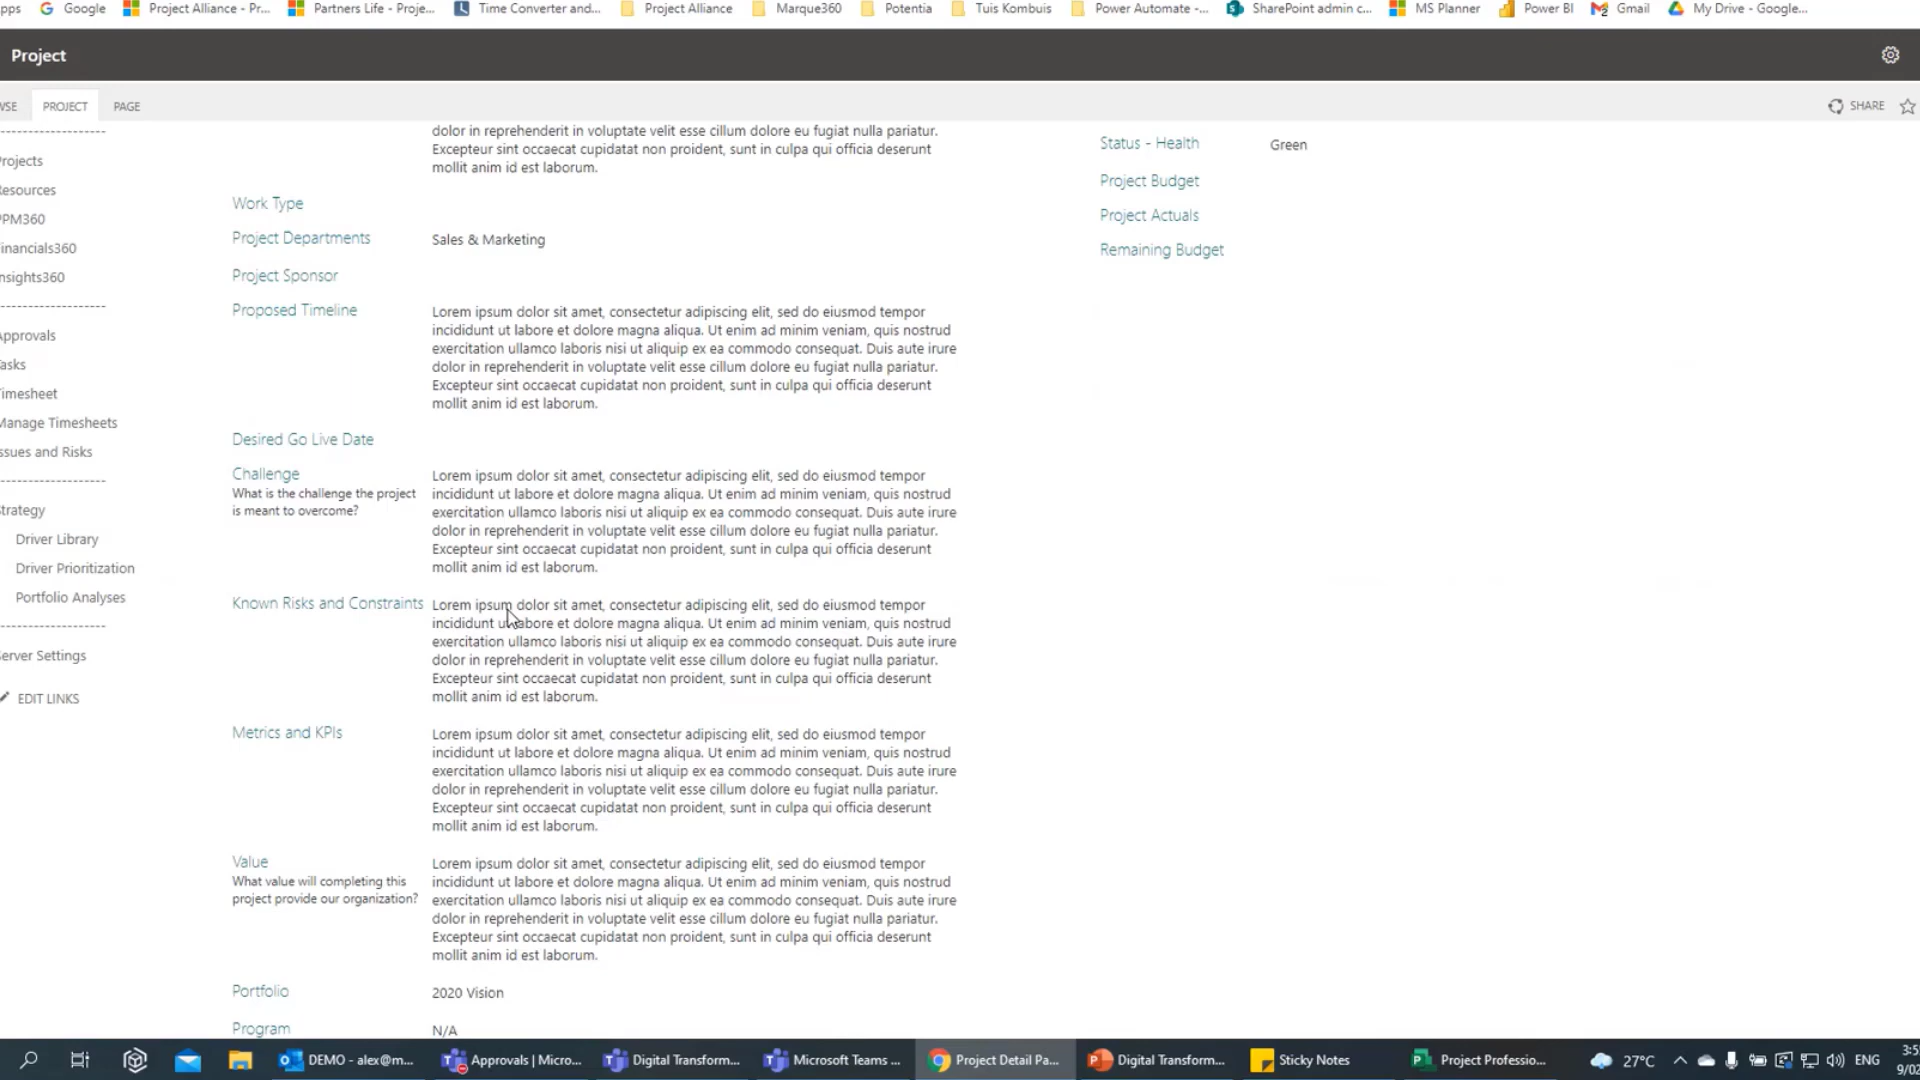 pps Google Project Alliance - Pr... Partners Life - Proje... Time Converter and... Project Alliance Marque360 Potentia Tuis Kombuis Power Automate -... SharePoint admin c... MS Planner Power BI Gmail My Drive - Google...
Project
WSE PROJECT PAGE SHARE
rojects
esources
PM360
inancials360
nsights360
pprovals
asks
imesheet
Manage Timesheets
ssues and Risks
trategy
Driver Library
Driver Prioritization
Portfolio Analyses
erver Settings
EDIT LINKS
dolor in reprehenderit in voluptate velit esse cillum dolore eu fugiat nulla pariatur.
Excepteur sint occaecat cupidatat non proident, sunt in culpa qui officia deserunt
mollit anim id est laborum.
Work Type
Project Departments Sales & Marketing
Project Sponsor
Proposed Timeline
Lorem ipsum dolor sit amet, consectetur adipiscing elit, sed do eiusmod tempor
incididunt ut labore et dolore magna aliqua. Ut enim ad minim veniam, quis nostrud
exercitation ullamco laboris nisi ut aliquip ex ea commodo consequat. Duis aute irure
dolor in reprehenderit in voluptate velit esse cillum dolore eu fugiat nulla pariatur.
Excepteur sint occaecat cupidatat non proident, sunt in culpa qui officia deserunt
mollit anim id est laborum.
Desired Go Live Date
Challenge
What is the challenge the project
is meant to overcome?
Lorem ipsum dolor sit amet, consectetur adipiscing elit, sed do eiusmod tempor
incididunt ut labore et dolore magna aliqua. Ut enim ad minim veniam, quis nostrud
exercitation ullamco laboris nisi ut aliquip ex ea commodo consequat. Duis aute irure
dolor in reprehenderit in voluptate velit esse cillum dolore eu fugiat nulla pariatur.
Excepteur sint occaecat cupidatat non proident, sunt in culpa qui officia deserunt
mollit anim id est laborum.
Known Risks and Constraints
Lorem ipsum dolor sit amet, consectetur adipiscing elit, sed do eiusmod tempor
incididunt ut labore et dolore magna aliqua. Ut enim ad minim veniam, quis nostrud
exercitation ullamco laboris nisi ut aliquip ex ea commodo consequat. Duis aute irure
dolor in reprehenderit in voluptate velit esse cillum dolore eu fugiat nulla pariatur.
Excepteur sint occaecat cupidatat non proident, sunt in culpa qui officia deserunt
mollit anim id est laborum.
Metrics and KPIs
Lorem ipsum dolor sit amet, consectetur adipiscing elit, sed do eiusmod tempor
incididunt ut labore et dolore magna aliqua. Ut enim ad minim veniam, quis nostrud
exercitation ullamco laboris nisi ut aliquip ex ea commodo consequat. Duis aute irure
dolor in reprehenderit in voluptate velit esse cillum dolore eu fugiat nulla pariatur.
Excepteur sint occaecat cupidatat non proident, sunt in culpa qui officia deserunt
mollit anim id est laborum.
Value
What value will completing this
project provide our organization?
Lorem ipsum dolor sit amet, consectetur adipiscing elit, sed do eiusmod tempor
incididunt ut labore et dolore magna aliqua. Ut enim ad minim veniam, quis nostrud
exercitation ullamco laboris nisi ut aliquip ex ea commodo consequat. Duis aute irure
dolor in reprehenderit in voluptate velit esse cillum dolore eu fugiat nulla pariatur.
Excepteur sint occaecat cupidatat non proident, sunt in culpa qui officia deserunt
mollit anim id est laborum.
Portfolio 2020 Vision
Program N/A
Status - Health Green
Project Budget
Project Actuals
Remaining Budget
DEMO - alex@m... Approvals | Micro... Digital Transform... Microsoft Teams ... Project Detail Pa... Digital Transform... Sticky Notes Project Professio... 27°C ENG 3:5
9/02